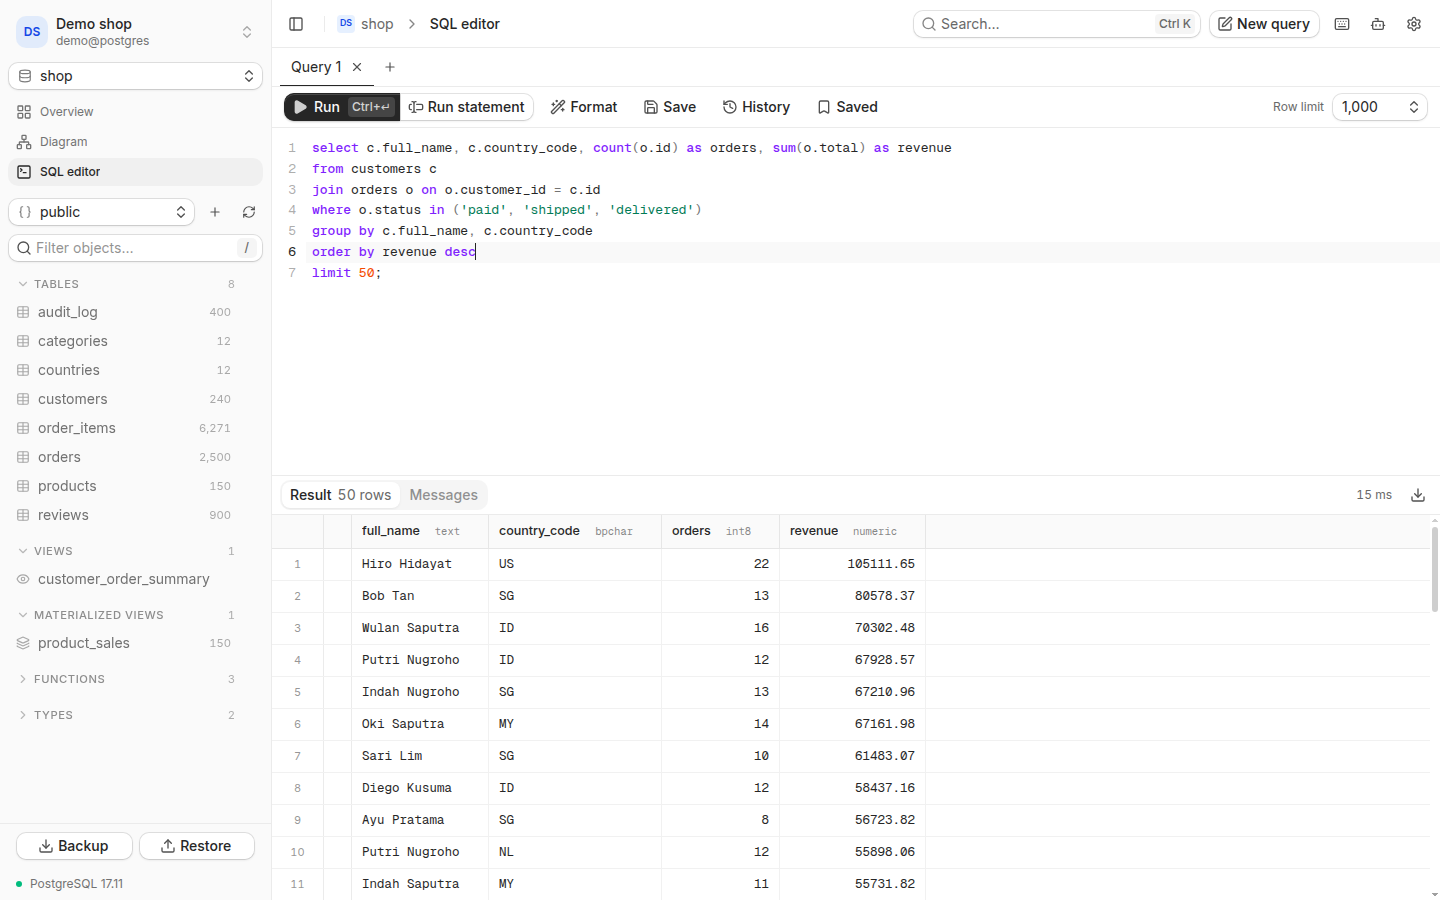 DS
Demo shop
demo@postgres
shop
Overview
Diagram
SQL editor
public
Filter objects...
/
TABLES 8
audit_log 400
categories 12
countries 12
customers 240
order_items 6,271
orders 2,500
products 150
reviews 900
VIEWS 1
customer_order_summary
MATERIALIZED VIEWS 1
product_sales 150
FUNCTIONS 3
TYPES 2
Backup
Restore
PostgreSQL 17.11
DS shop > SQL editor
Search... Ctrl K
New query
Query 1
Run Ctrl+↵
Run statement
Format
Save
History
Saved
Row limit 1,000
1 select c.full_name, c.country_code, count(o.id) as orders, sum(o.total) as revenue
2 from customers c
3 join orders o on o.customer_id = c.id
4 where o.status in ('paid', 'shipped', 'delivered')
5 group by c.full_name, c.country_code
6 order by revenue desc
7 limit 50;
Result 50 rows
Messages
15 ms
full_name text country_code bpchar orders int8 revenue numeric
1 Hiro Hidayat US 22 105111.65
2 Bob Tan SG 13 80578.37
3 Wulan Saputra ID 16 70302.48
4 Putri Nugroho ID 12 67928.57
5 Indah Nugroho SG 13 67210.96
6 Oki Saputra MY 14 67161.98
7 Sari Lim SG 10 61483.07
8 Diego Kusuma ID 12 58437.16
9 Ayu Pratama SG 8 56723.82
10 Putri Nugroho NL 12 55898.06
11 Indah Saputra MY 11 55731.82